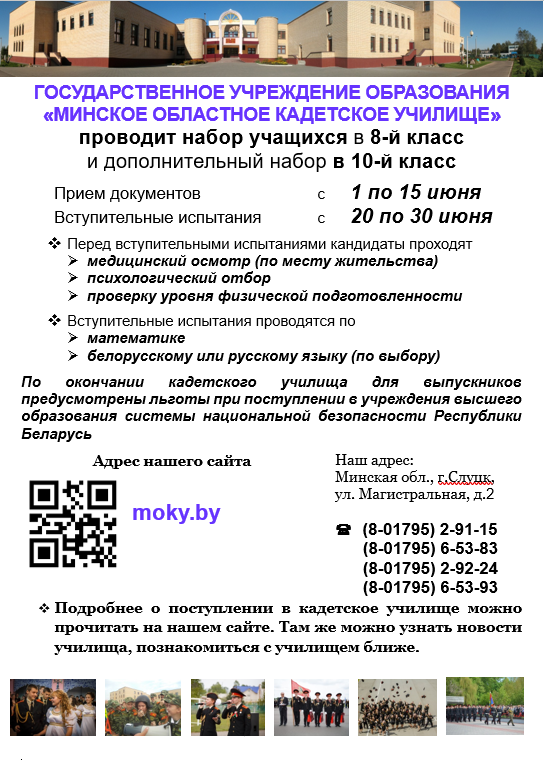 ГОСУДАРСТВЕННОЕ УЧРЕЖДЕНИЕ ОБРАЗОВАНИЯ
«МИНСКОЕ ОБЛАСТНОЕ КАДЕТСКОЕ УЧИЛИЩЕ»
проводит набор учащихся в 8-й класс
и дополнительный набор в 10-й класс
Прием документов с 1 по 15 июня
Вступительные испытания с 20 по 30 июня
❖ Перед вступительными испытаниями кандидаты проходят
➢ медицинский осмотр (по месту жительства)
➢ психологический отбор
➢ проверку уровня физической подготовленности
❖ Вступительные испытания проводятся по
➢ математике
➢ белорусскому или русскому языку (по выбору)
По окончании кадетского училища для выпускников
предусмотрены льготы при поступлении в учреждения высшего
образования системы национальной безопасности Республики
Беларусь
Адрес нашего сайта
moky.by
Наш адрес:
Минская обл., г.Слуцк,
ул. Магистральная, д.2
☎ (8-01795) 2-91-15
(8-01795) 6-53-83
(8-01795) 2-92-24
(8-01795) 6-53-93
❖ Подробнее о поступлении в кадетское училище можно
прочитать на нашем сайте. Там же можно узнать новости
училища, познакомиться с училищем ближе.